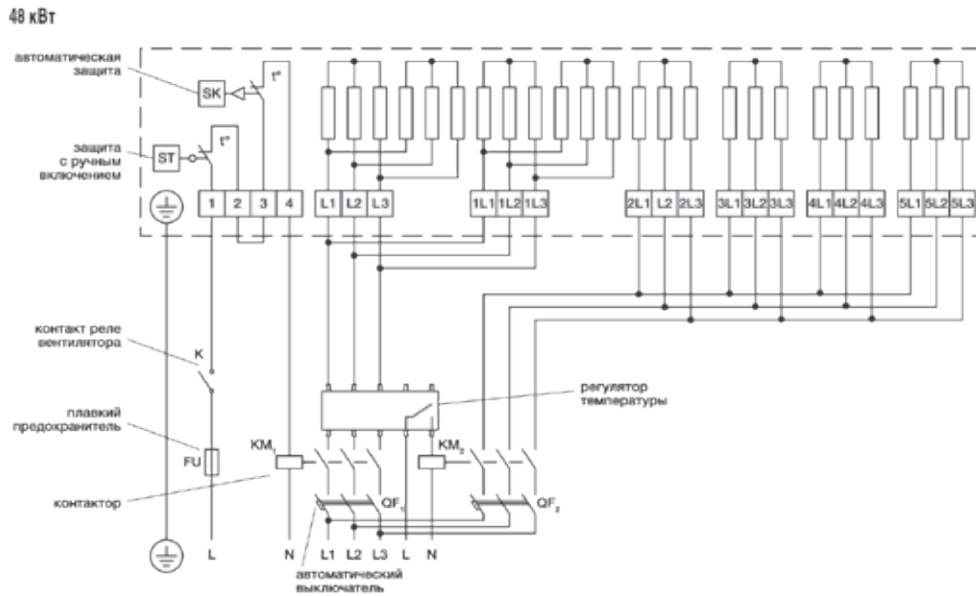 48 кВт
автоматическая
защита
SK
t°
защита
с ручным
включением
ST
t°
1 2 3 4
L1 L2 L3
1L1 1L2 1L3
2L1 L2 2L3
3L1 3L2 3L3
4L1 4L2 4L3
5L1 5L2 5L3
контакт реле
вентилятора
K
регулятор
температуры
плавкий
предохранитель
FU
KM1
KM2
контактор
QF1
QF2
L N L1 L2 L3 L N
автоматический
выключатель